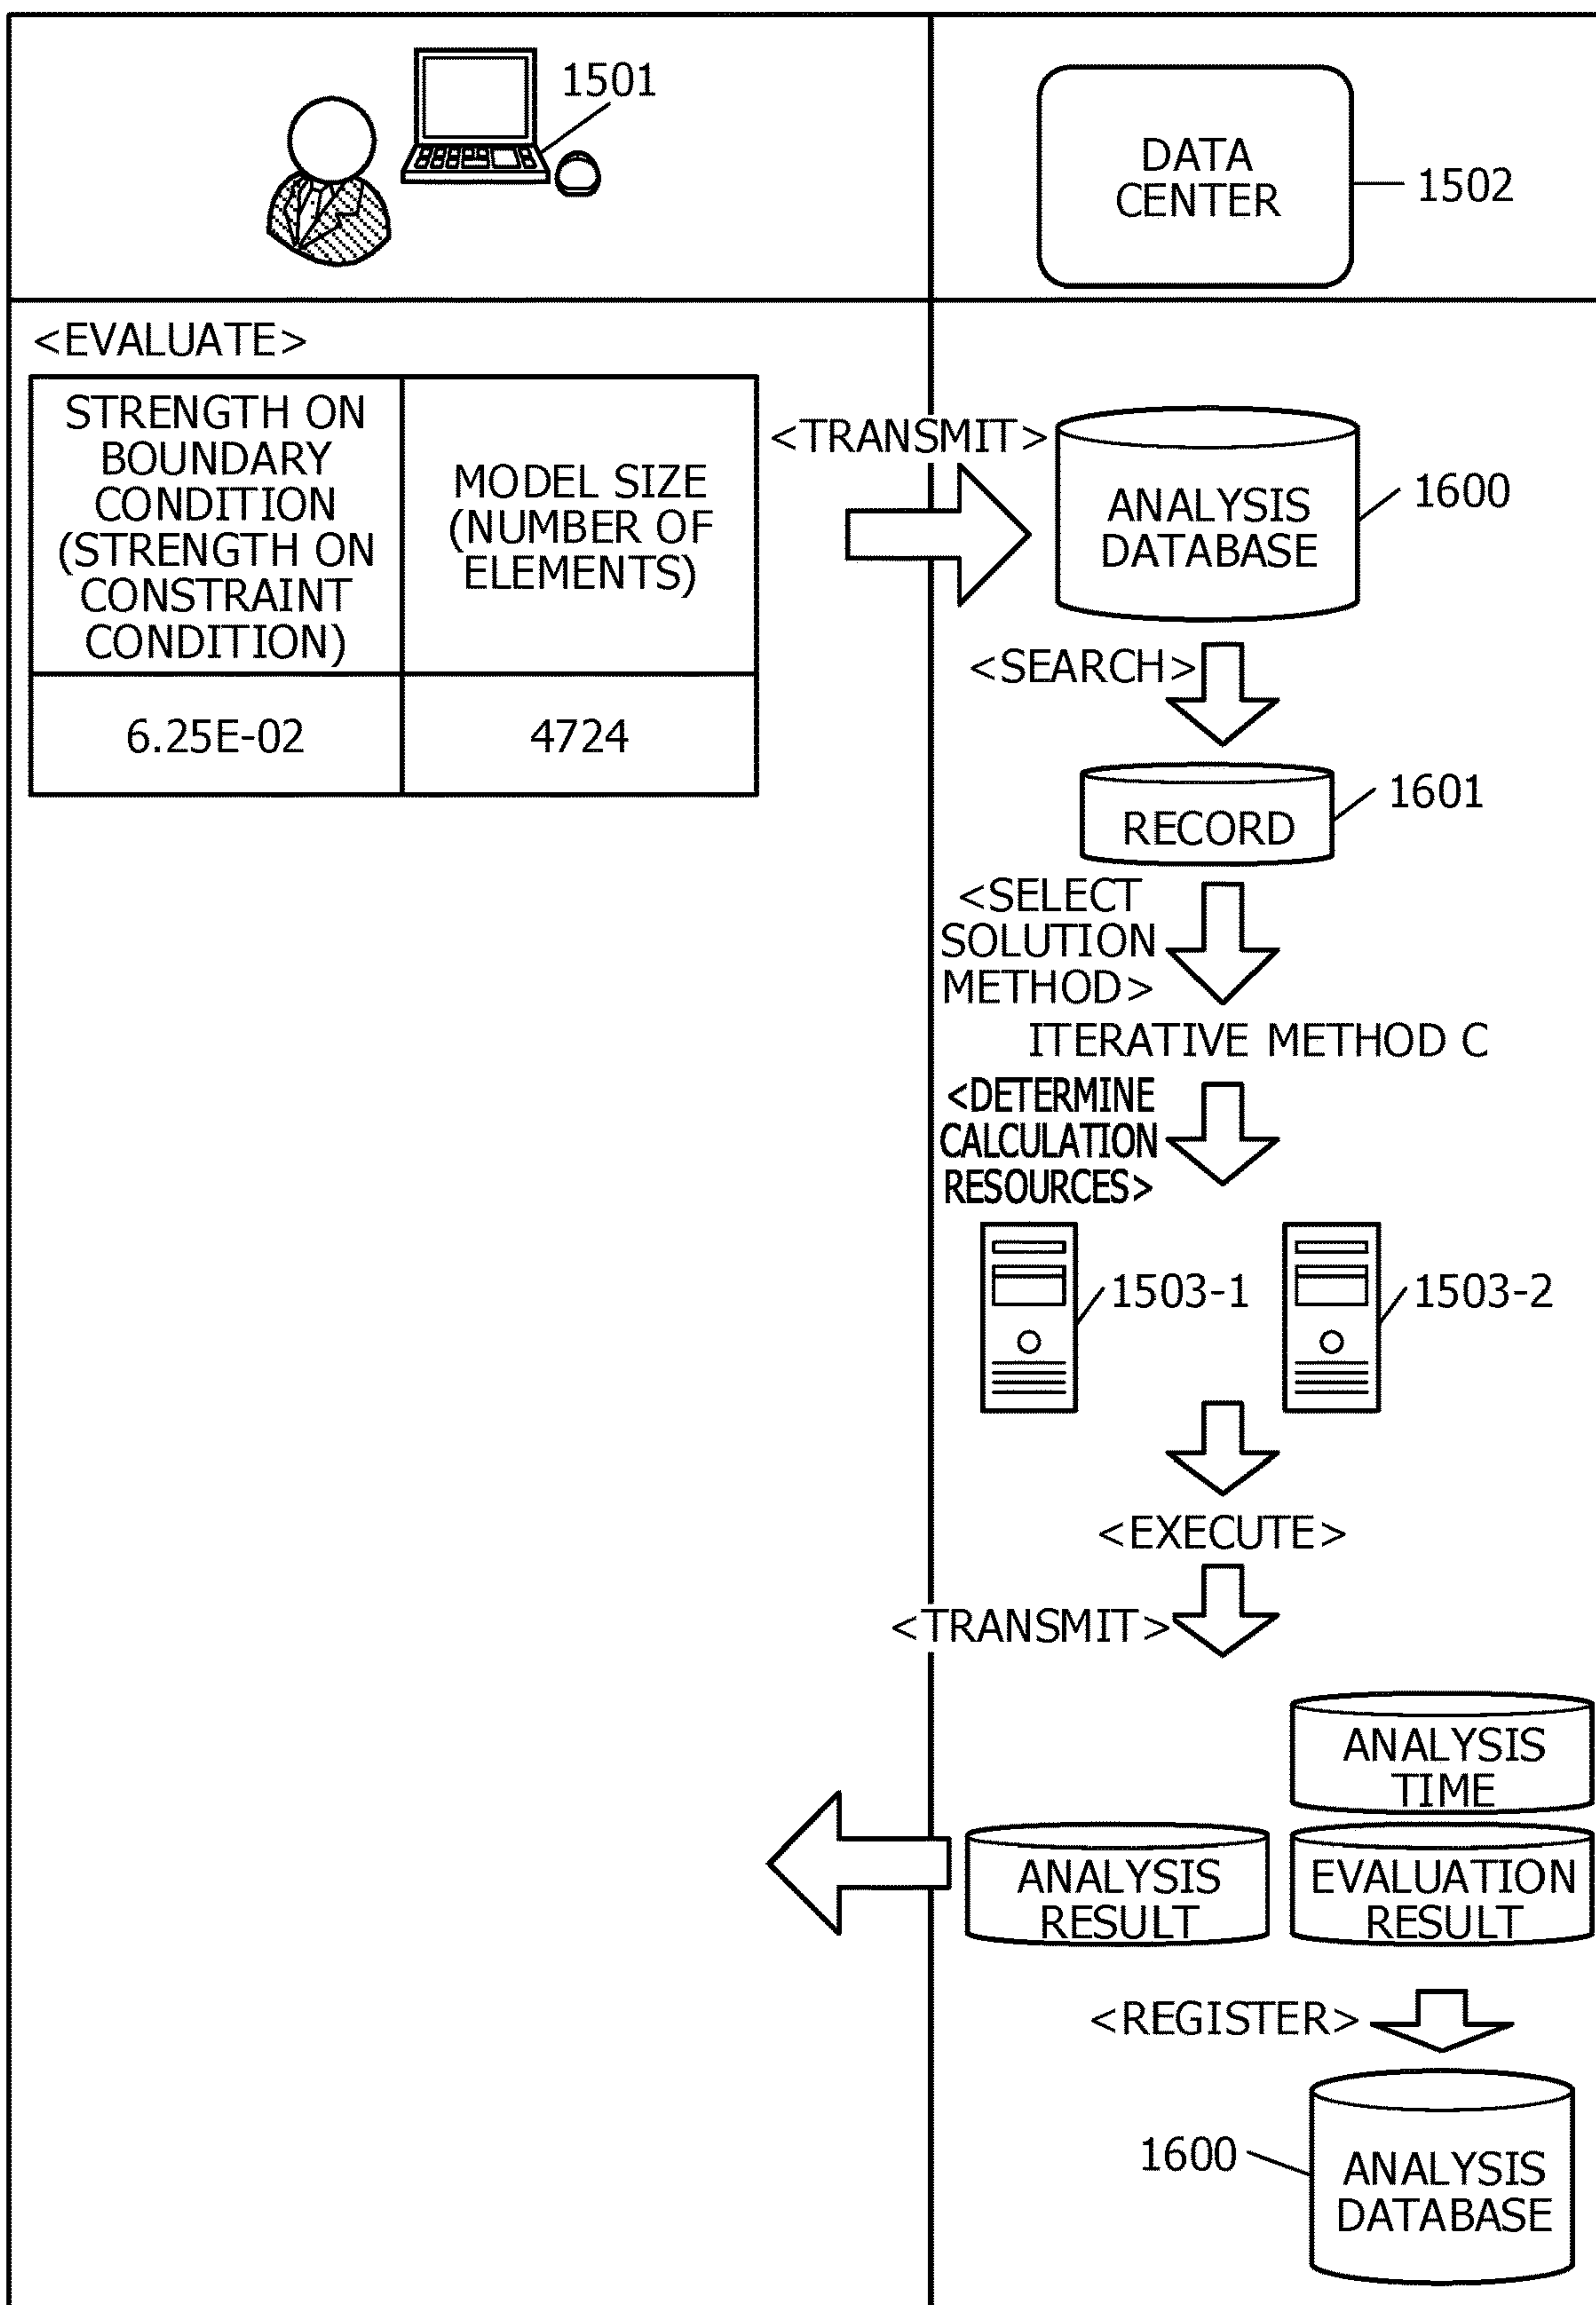 1501
DATA
CENTER
1502
<EVALUATE>
STRENGTH ON
BOUNDARY
CONDITION
(STRENGTH ON
CONSTRAINT
CONDITION)
MODEL SIZE
(NUMBER OF
ELEMENTS)
6.25E-02
4724
<TRANSMIT>
ANALYSIS
DATABASE
1600
<SEARCH>
RECORD
1601
<SELECT
SOLUTION
METHOD>
ITERATIVE METHOD C
<DETERMINE
CALCULATION
RESOURCES>
1503-1
1503-2
<EXECUTE>
<TRANSMIT>
ANALYSIS
TIME
ANALYSIS
RESULT
EVALUATION
RESULT
<REGISTER>
1600
ANALYSIS
DATABASE